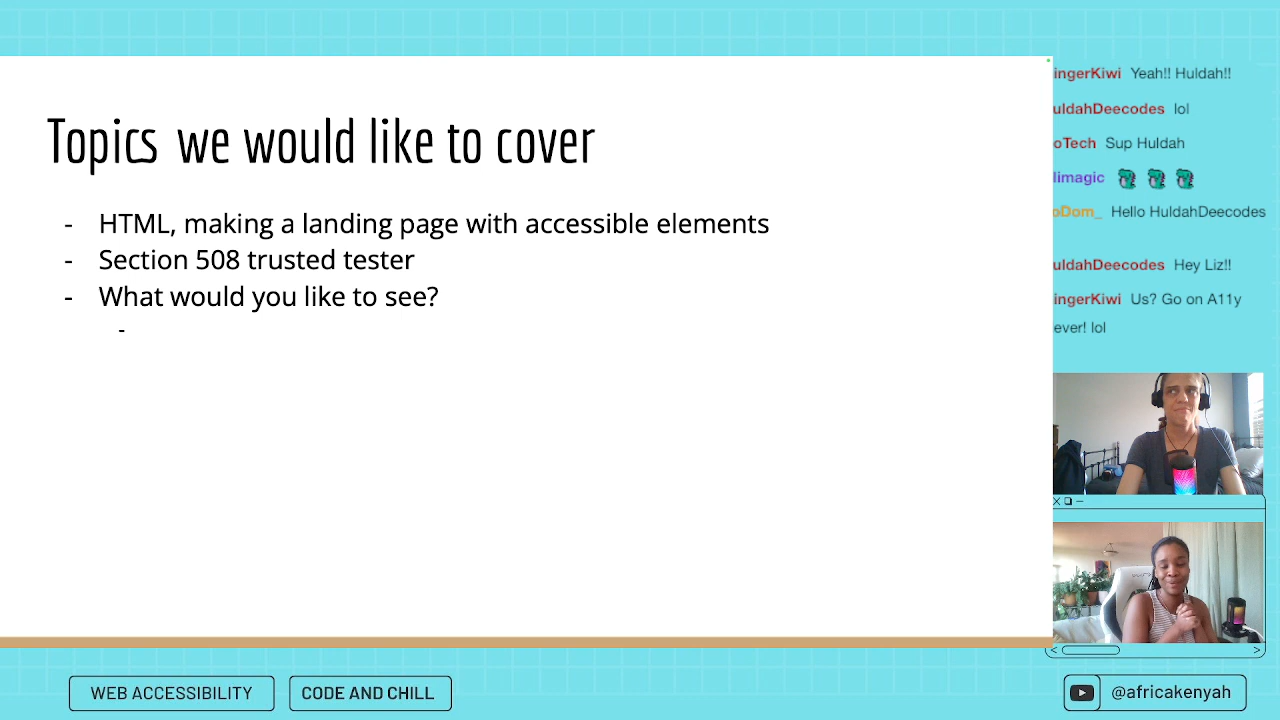 Topics we would like to cover
- HTML, making a landing page with accessible elements
- Section 508 trusted tester
- What would you like to see?
-
ingerKiwi Yeah!! Huldah!!
uldahDeecodes lol
oTech Sup Huldah
limagic
oDom_ Hello HuldahDeecodes
uldahDeecodes Hey Liz!!
ingerKiwi Us? Go on A11y
ever! lol
WEB ACCESSIBILITY
CODE AND CHILL
@africakenyah